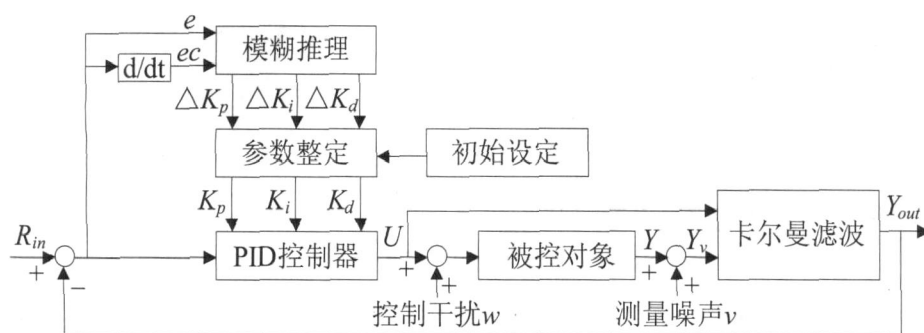 e
模糊推理
d/dt
ec
△Kp △Ki △Kd
参数整定
初始设定
Kp Ki Kd
Rin
+
−
PID控制器
U
+
+
被控对象
Y
+
Yv
+
卡尔曼滤波
Yout
控制干扰w
测量噪声v